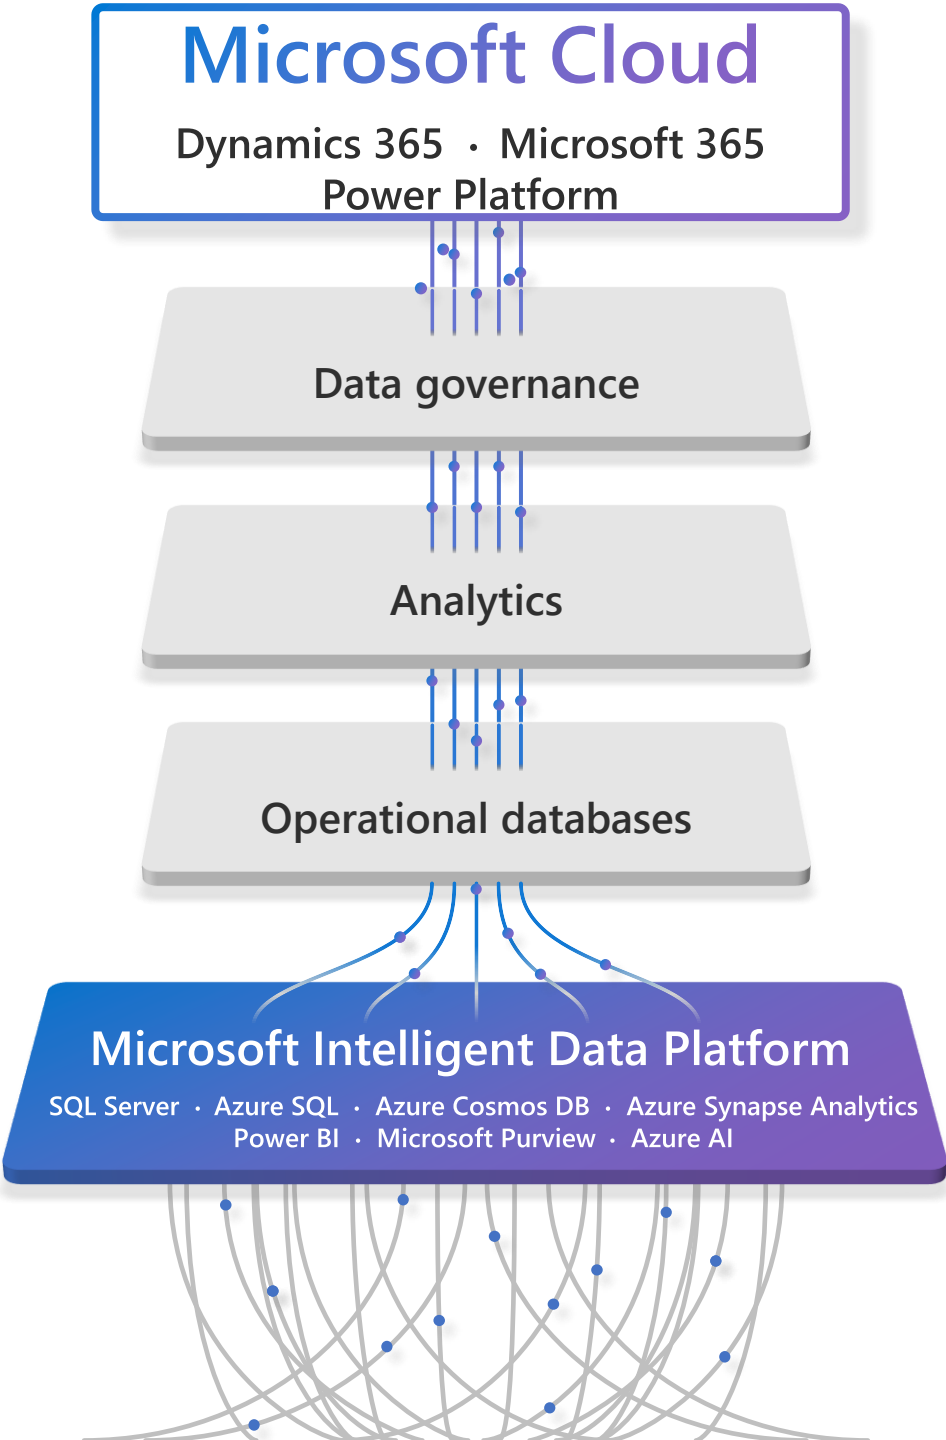 Microsoft Cloud
Dynamics 365 · Microsoft 365
Power Platform
Data governance
Analytics
Operational databases
Microsoft Intelligent Data Platform
SQL Server · Azure SQL · Azure Cosmos DB · Azure Synapse Analytics
Power BI · Microsoft Purview · Azure AI